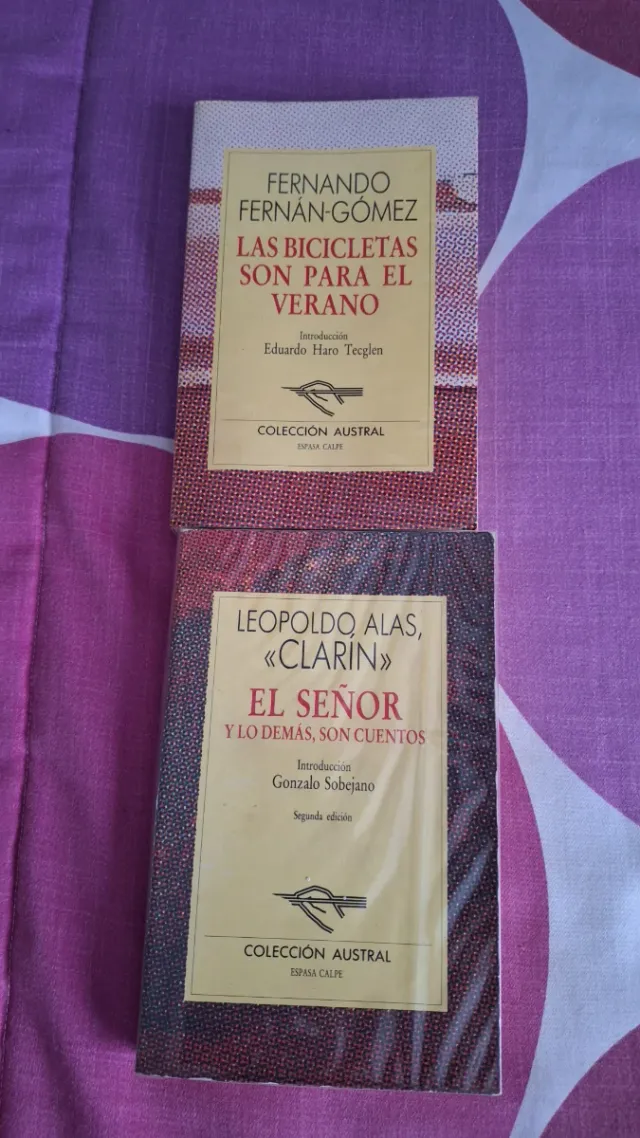 FERNANDO
FERNÁN-GÓMEZ
LAS BICICLETAS
SON PARA EL
VERANO
Introducción
Eduardo Haro Tecglen
COLECCIÓN AUSTRAL
ESPASA CALPE
LEOPOLDO ALAS,
«CLARÍN»
EL SEÑOR
Y LO DEMÁS, SON CUENTOS
Introducción
Gonzalo Sobejano
Segunda edición
COLECCIÓN AUSTRAL
ESPASA CALPE